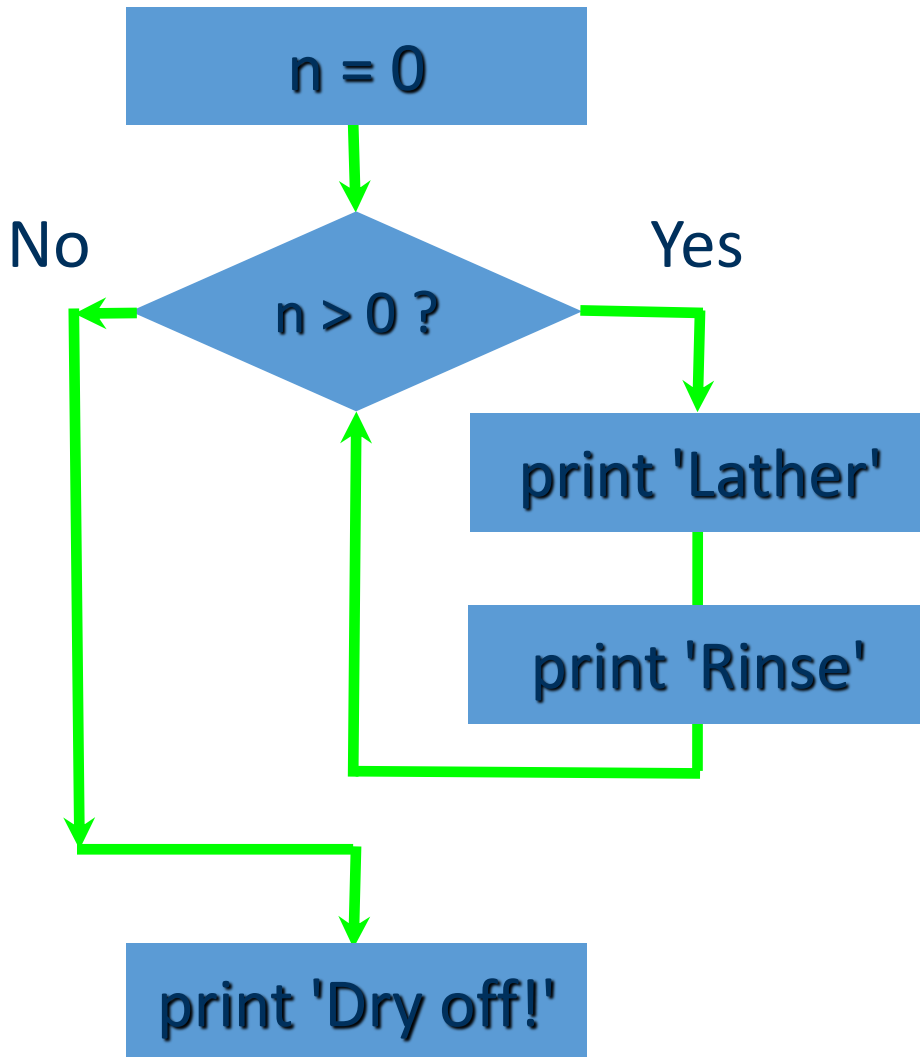 n = 0
No
Yes
n > 0 ?
print 'Lather'
print 'Rinse'
print 'Dry off!'